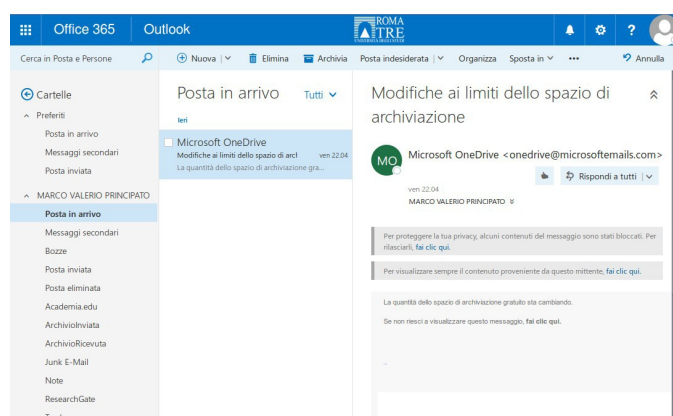 Office 365
Outlook
ROMA
TRE
UNIVERSITÀ DEGLI STUDI
?
Cerca in Posta e Persone
Nuova
Elimina
Archivia
Posta indesiderata
Organizza
Sposta in
Annulla
Cartelle
Preferiti
Posta in arrivo
Messaggi secondari
Posta inviata
MARCO VALERIO PRINCIPATO
Posta in arrivo
Messaggi secondari
Bozze
Posta inviata
Posta eliminata
Academia.edu
ArchivioInviata
ArchivioRicevuta
Junk E-Mail
Note
ResearchGate
Posta in arrivo
Tutti
Ieri
Microsoft OneDrive
Modifiche ai limiti dello spazio di arcl ven 22.04
La quantità dello spazio di archiviazione gra...
Modifiche ai limiti dello spazio di
archiviazione
MO
Microsoft OneDrive <onedrive@microsoftemails.com>
Rispondi a tutti
ven 22.04
MARCO VALERIO PRINCIPATO
Per proteggere la tua privacy, alcuni contenuti del messaggio sono stati bloccati. Per
rilasciarli, fai clic qui.
Per visualizzare sempre il contenuto proveniente da questo mittente, fai clic qui.
La quantità dello spazio di archiviazione gratuito sta cambiando.
Se non riesci a visualizzare questo messaggio, fai clic qui.